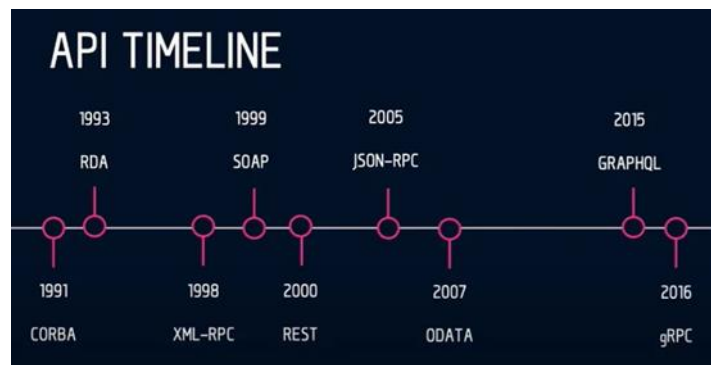 API TIMELINE
1993 1999 2005 2015
RDA SOAP JSON-RPC GRAPHQL
1991 1998 2000 2007 2016
CORBA XML-RPC REST ODATA gRPC